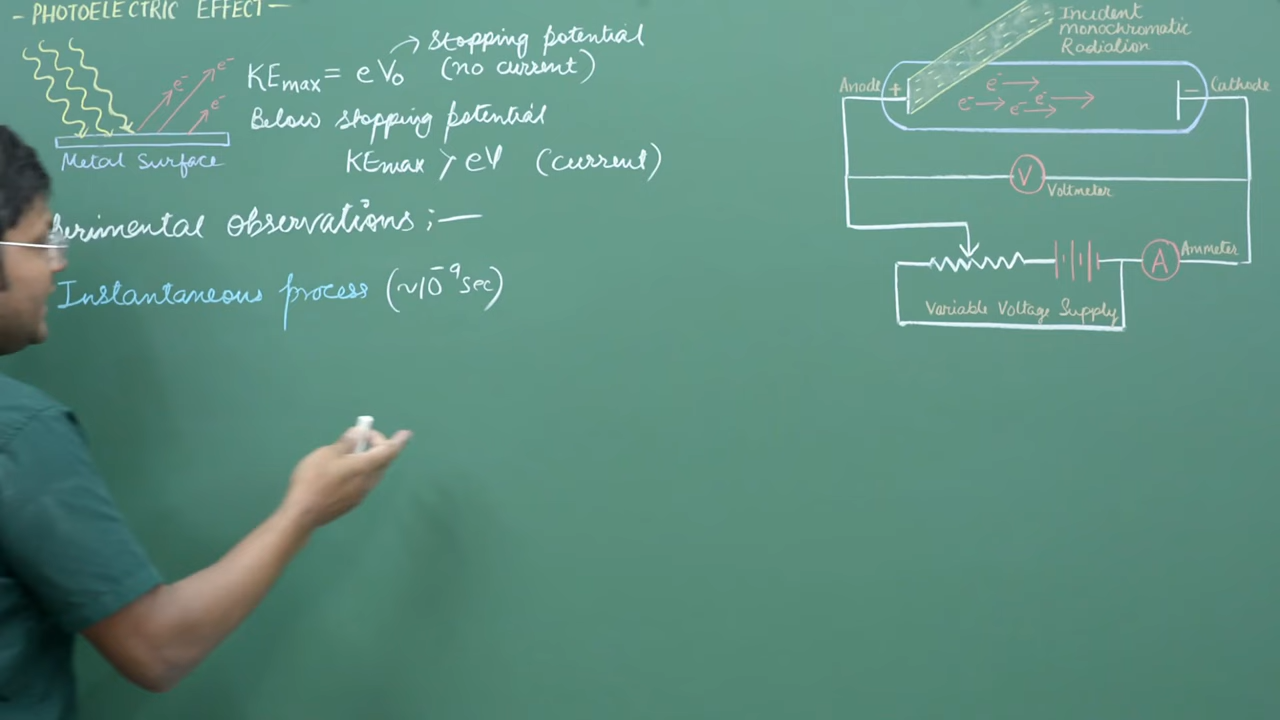 - PHOTOELECTRIC EFFECT -
→ Stopping potential
KEmax = eV₀ (no current)
Below stopping potential
KEmax > eV (current)
e⁻ e⁻ e⁻
Metal Surface
observations :-
Instantaneous process (~10⁻⁹ sec)
Incident
Monochromatic
Radiation
Anode + e⁻ e⁻ e⁻ - Cathode
V
Voltmeter
A Ammeter
Variable Voltage Supply